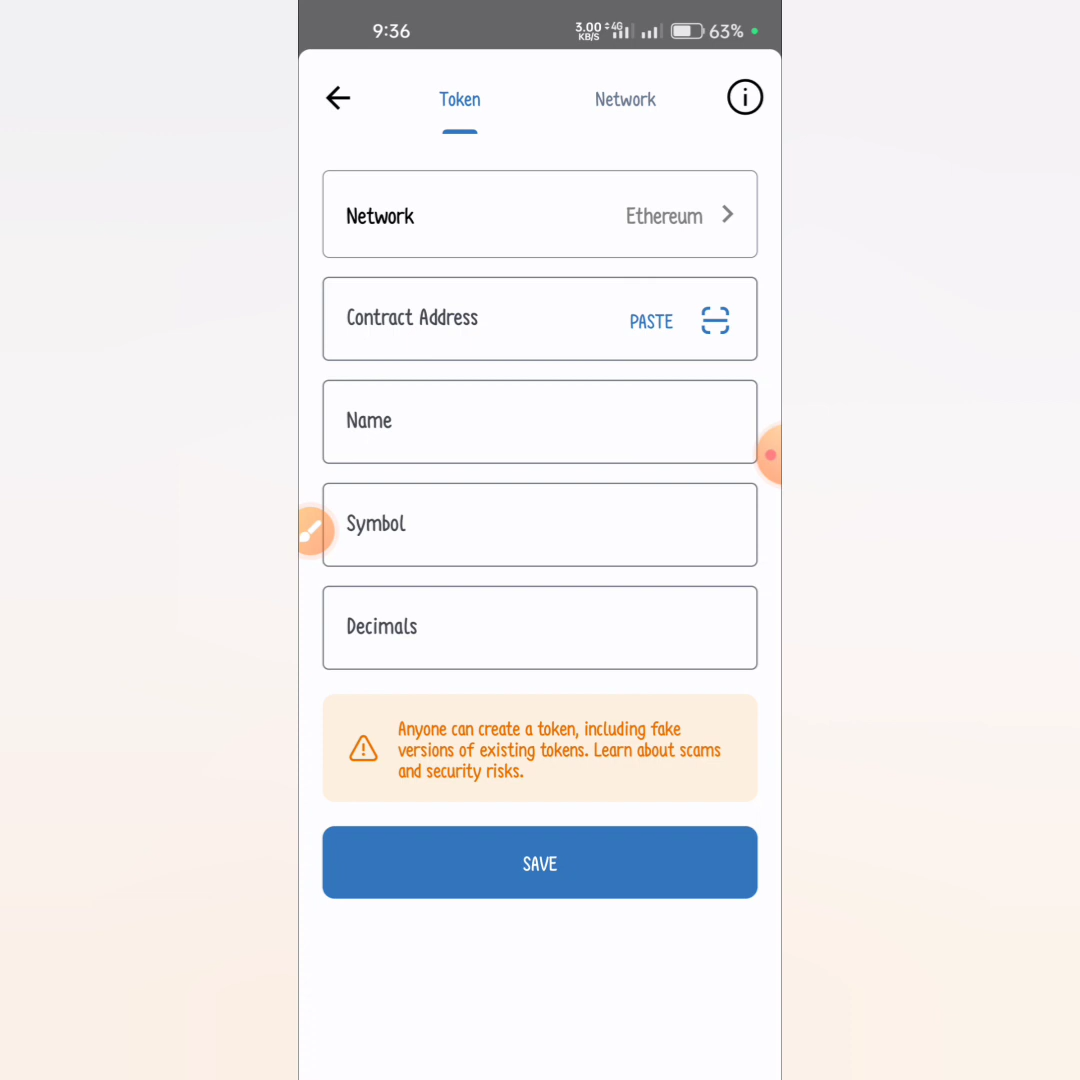 9:36 3.00 KB/S 4G 63%
Token Network
Network Ethereum
Contract Address PASTE
Name
Symbol
Decimals
Anyone can create a token, including fake
versions of existing tokens. Learn about scams
and security risks.
SAVE